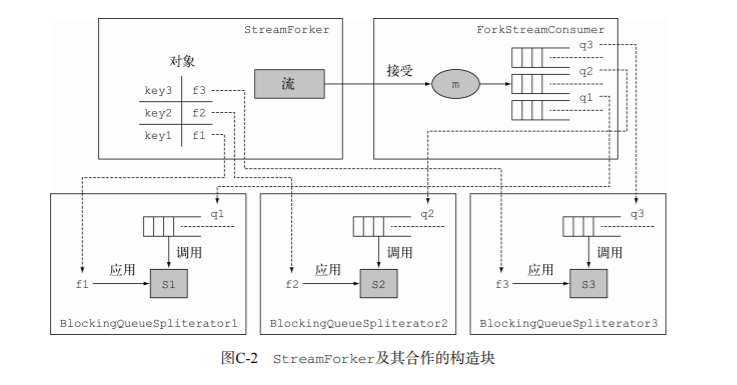 StreamForker
对象
key3 f3
key2 f2
key1 f1
流
接受
ForkStreamConsumer
m
q3
q2
q1
q1
调用
f1
应用
S1
BlockingQueueSpliterator1
q2
调用
f2
应用
S2
BlockingQueueSpliterator2
q3
调用
f3
应用
S3
BlockingQueueSpliterator3
图C-2 StreamForker及其合作的构造块